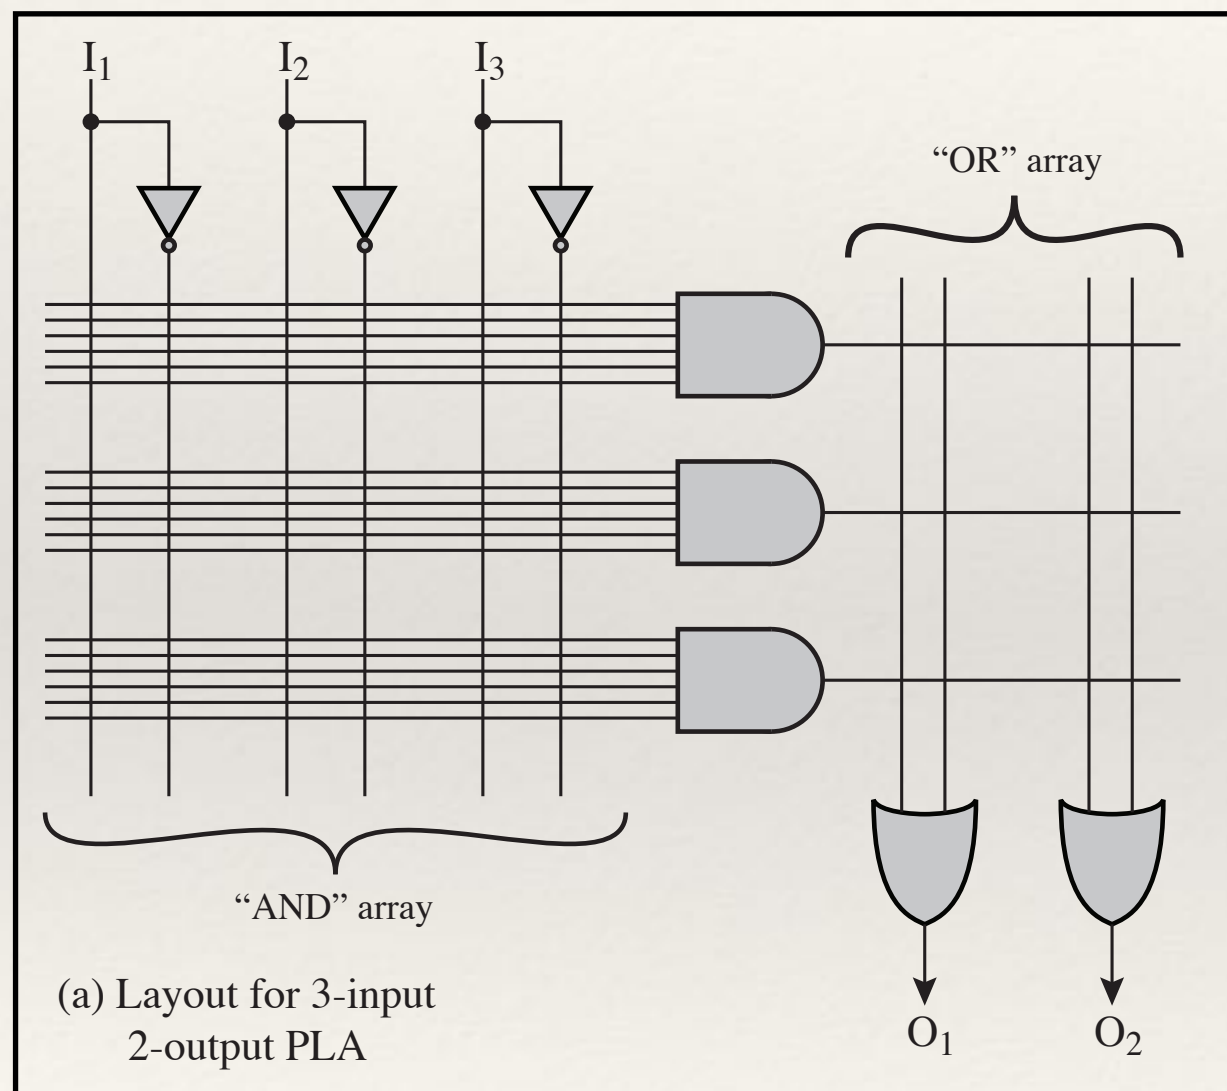 I1 I2 I3
“OR” array
“AND” array
(a) Layout for 3-input
2-output PLA
O1 O2